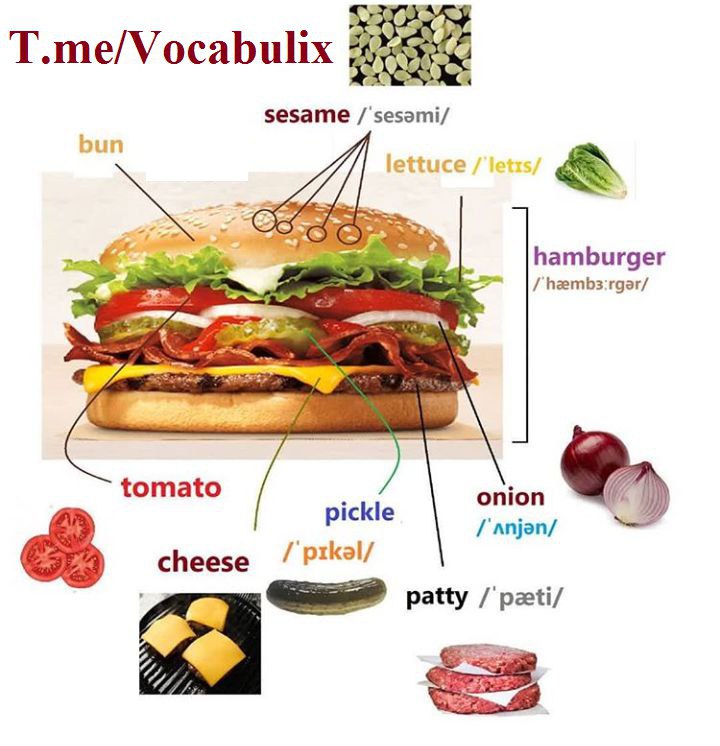 T.me/Vocabulix
sesame /ˈsesəmi/
bun
lettuce /ˈletɪs/
hamburger
/ˈhæmbɜːrgər/
tomato
onion
/ˈʌnjən/
pickle
/ˈpɪkəl/
cheese
patty /ˈpæti/